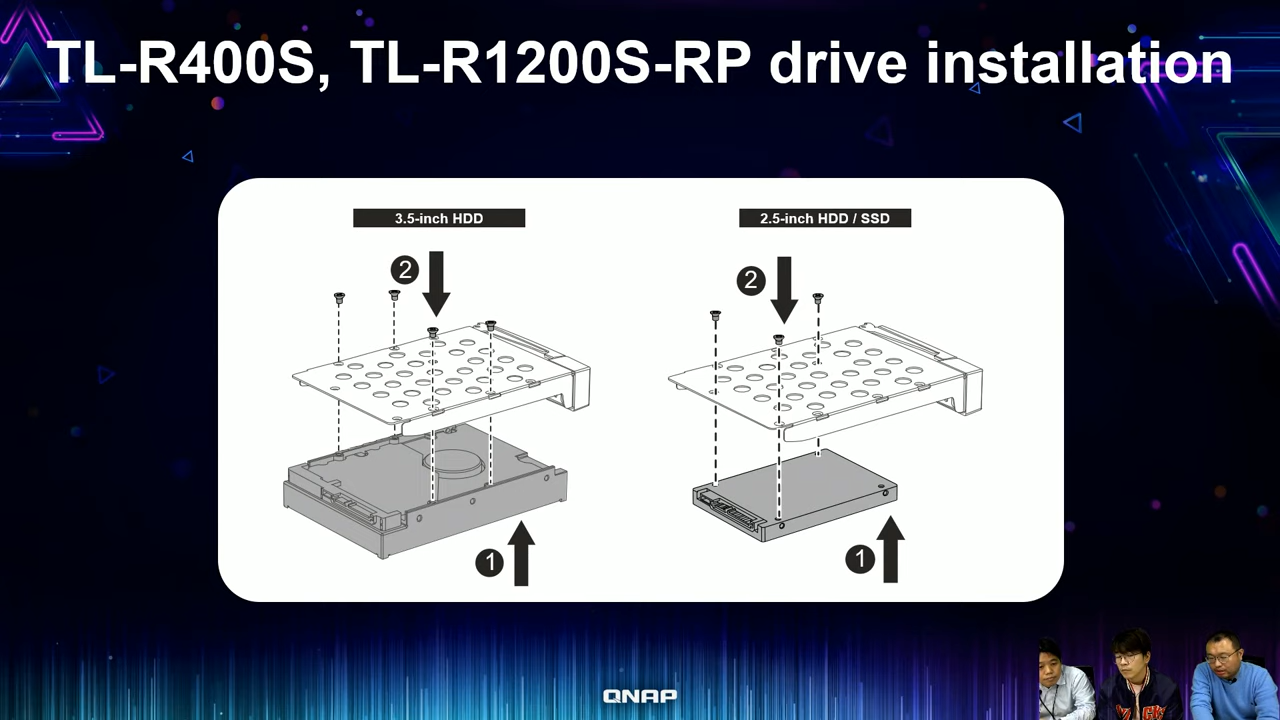 TL-R400S, TL-R1200S-RP drive installation
3.5-inch HDD
2
1
2.5-inch HDD / SSD
2
1
QNAP